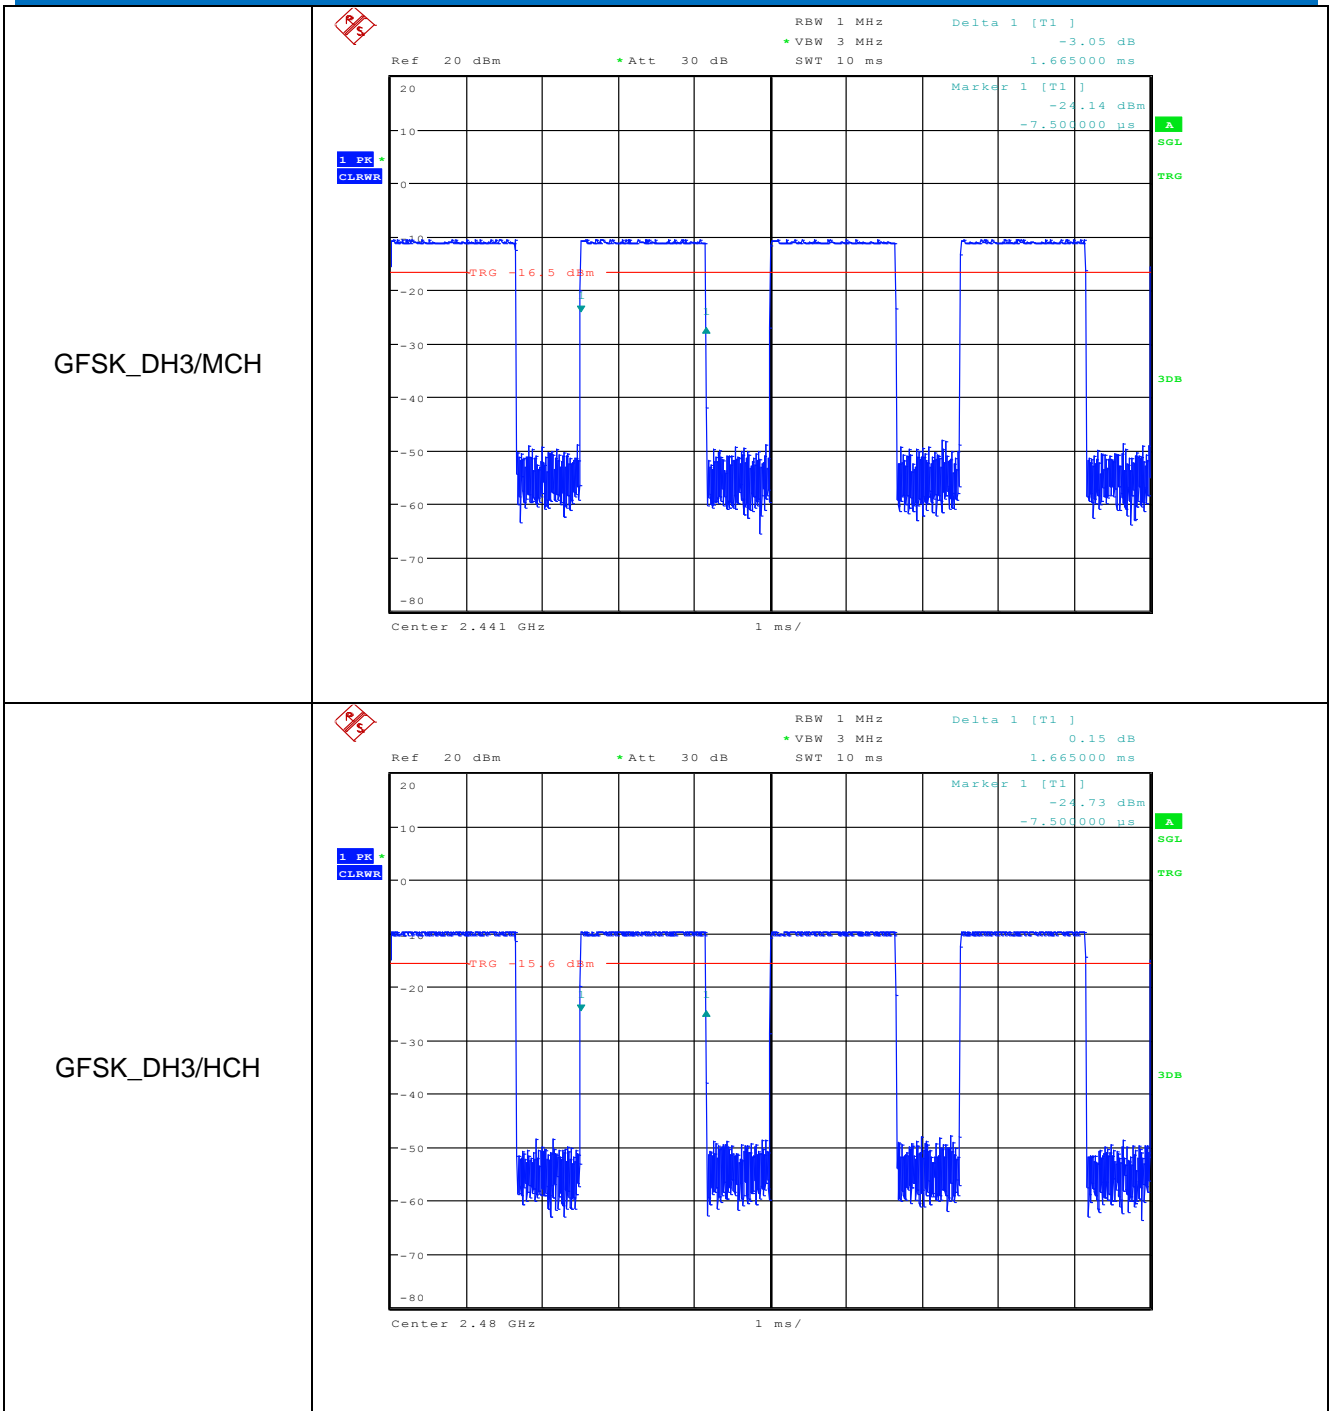 GFSK_DH3/MCH
R S
RBW 1 MHz
Delta 1 [T1 ]
* VBW 3 MHz
-3.05 dB
Ref 20 dBm
* Att 30 dB
SWT 10 ms
1.665000 ms
20
Marker 1 [T1 ]
-24.14 dBm
-7.500000 µs
A
SGL
10
1 PK *
CLRWR
TRG
0
-10
TRG -16.5 dBm
-20
1
1
-30
3DB
-40
-50
-60
-70
-80
Center 2.441 GHz
1 ms/
GFSK_DH3/HCH
R S
RBW 1 MHz
Delta 1 [T1 ]
* VBW 3 MHz
0.15 dB
Ref 20 dBm
* Att 30 dB
SWT 10 ms
1.665000 ms
20
Marker 1 [T1 ]
-24.73 dBm
-7.500000 µs
A
SGL
10
1 PK *
CLRWR
TRG
0
-10
TRG -15.6 dBm
-20
1
1
-30
3DB
-40
-50
-60
-70
-80
Center 2.48 GHz
1 ms/